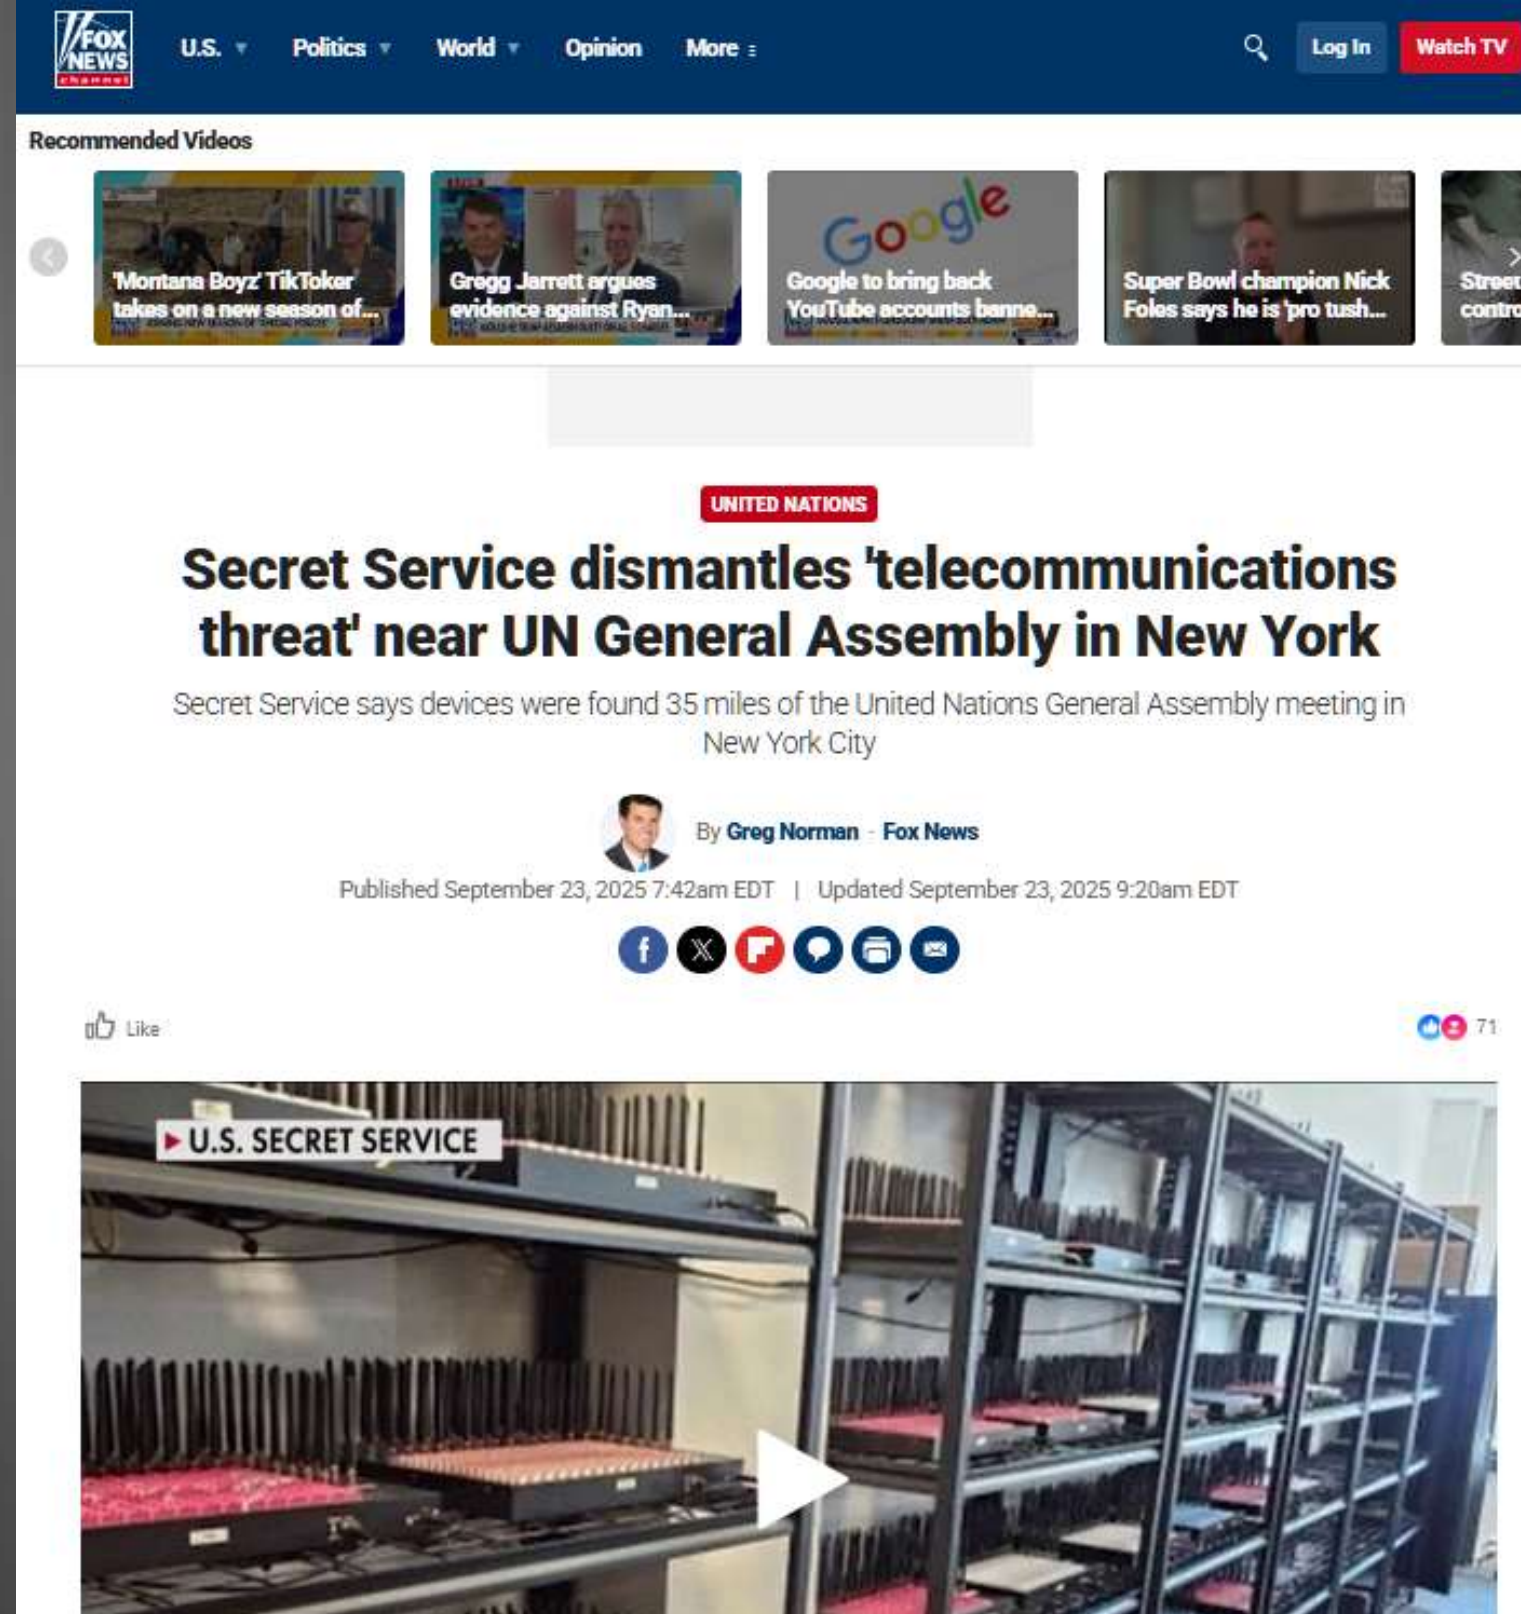 FOX
NEWS
channel
U.S.
Politics
World
Opinion
More
Log In
Watch TV
Recommended Videos
'Montana Boyz' TikToker
takes on a new season of...
Gregg Jarrett argues
evidence against Ryan...
Google
Google to bring back
YouTube accounts banne...
Super Bowl champion Nick
Foles says he is 'pro tush...
Street
contro
UNITED NATIONS
Secret Service dismantles 'telecommunications
threat' near UN General Assembly in New York
Secret Service says devices were found 35 miles of the United Nations General Assembly meeting in
New York City
By Greg Norman - Fox News
Published September 23, 2025 7:42am EDT | Updated September 23, 2025 9:20am EDT
Like
71
U.S. SECRET SERVICE